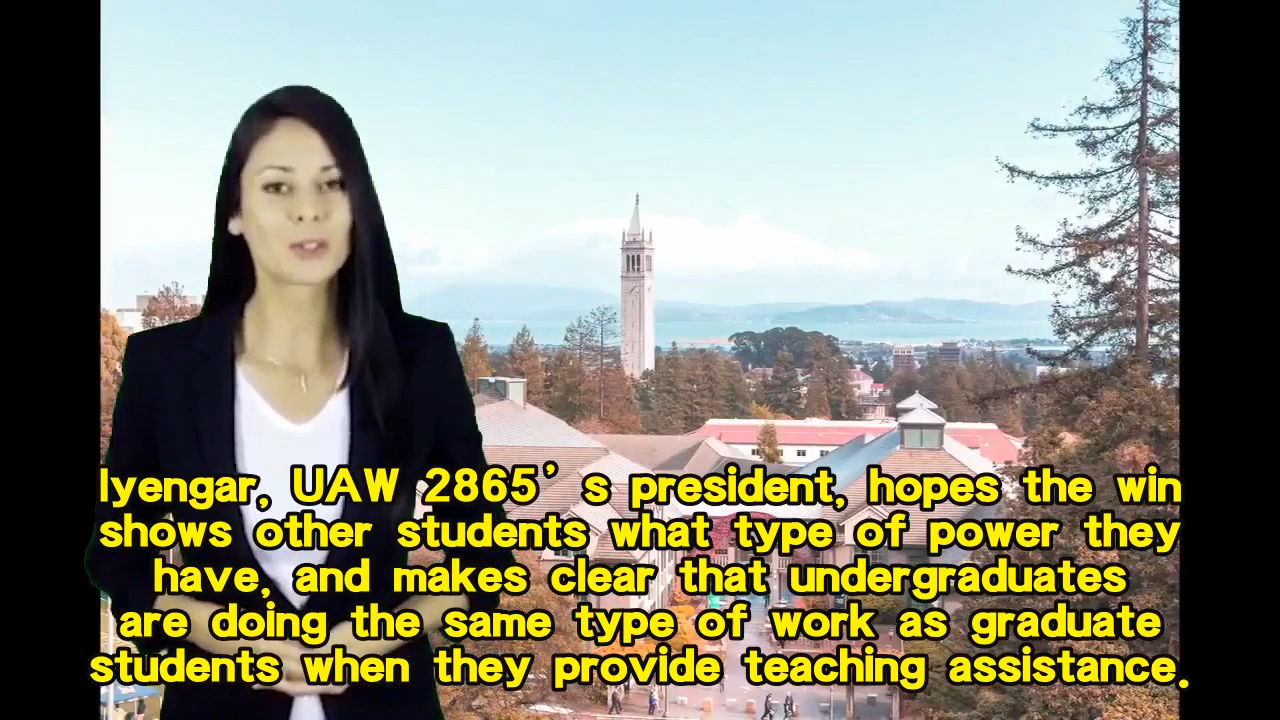 Iyengar, UAW 2865’s president, hopes the win
shows other students what type of power they
have, and makes clear that undergraduates
are doing the same type of work as graduate
students when they provide teaching assistance.